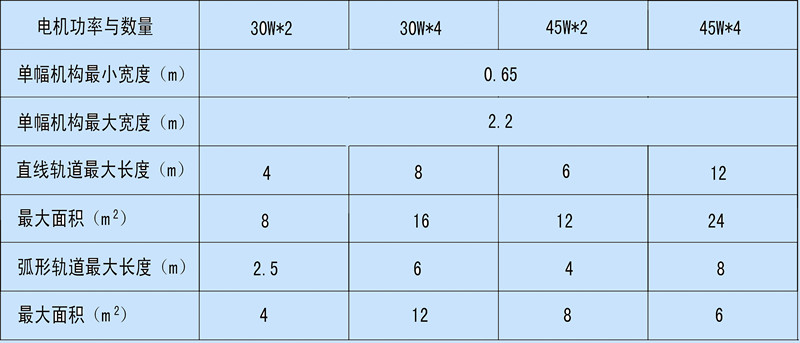 电机功率与数量 30W*2 30W*4 45W*2 45W*4
单幅机构最小宽度(m) 0.65
单幅机构最大宽度(m) 2.2
直线轨道最大长度(m) 4 8 6 12
最大面积(m²) 8 16 12 24
弧形轨道最大长度(m) 2.5 6 4 8
最大面积(m²) 4 12 8 6